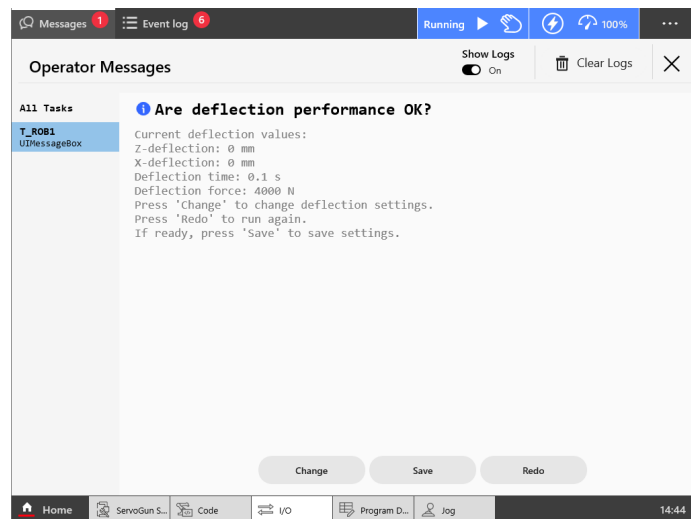 Messages 1 Event log 6 Running 100% ...
Operator Messages Show Logs On Clear Logs
All Tasks
T_ROB1
UIMessageBox
Are deflection performance OK?
Current deflection values:
Z-deflection: 0 mm
X-deflection: 0 mm
Deflection time: 0.1 s
Deflection force: 4000 N
Press 'Change' to change deflection settings.
Press 'Redo' to run again.
If ready, press 'Save' to save settings.
Change Save Redo
Home ServoGun S... Code I/O Program D... Jog 14:44